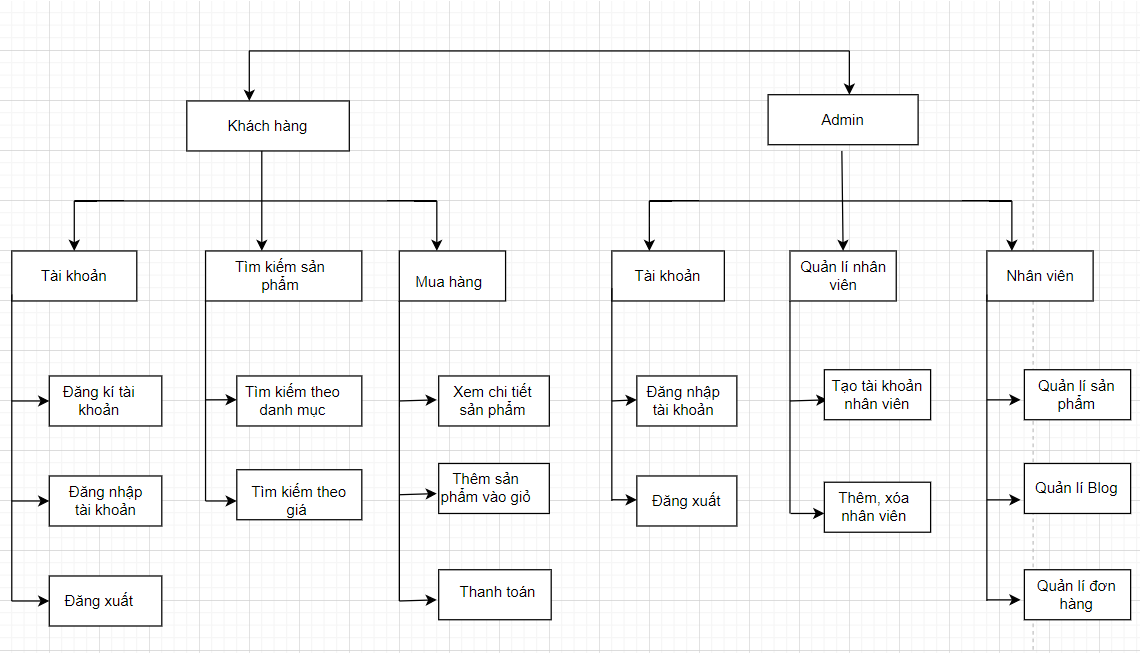 Khách hàng
Admin
Tài khoản
Tìm kiếm sản
phẩm
Mua hàng
Tài khoản
Quản lí nhân
viên
Nhân viên
Đăng kí tài
khoản
Tìm kiếm theo
danh mục
Xem chi tiết
sản phẩm
Đăng nhập
tài khoản
Tạo tài khoản
nhân viên
Quản lí sản
phẩm
Đăng nhập
tài khoản
Tìm kiếm theo
giá
Thêm sản
phẩm vào giỏ
Đăng xuất
Thêm, xóa
nhân viên
Quản lí Blog
Đăng xuất
Thanh toán
Quản lí đơn
hàng